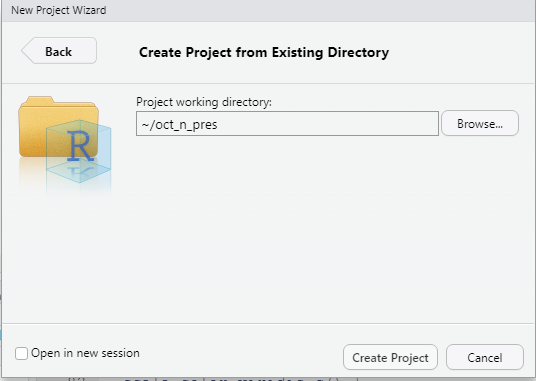 New Project Wizard
Back
Create Project from Existing Directory
Project working directory:
~/oct_n_pres
Browse...
R
Open in new session
Create Project
Cancel